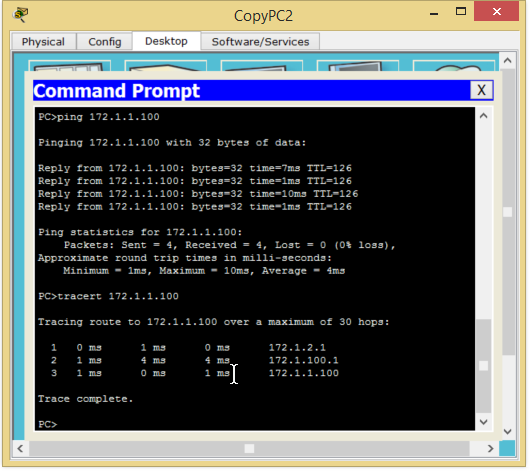 CopyPC2
Physical Config Desktop Software/Services
Command Prompt X
PC>ping 172.1.1.100
Pinging 172.1.1.100 with 32 bytes of data:
Reply from 172.1.1.100: bytes=32 time=7ms TTL=126
Reply from 172.1.1.100: bytes=32 time=1ms TTL=126
Reply from 172.1.1.100: bytes=32 time=10ms TTL=126
Reply from 172.1.1.100: bytes=32 time=1ms TTL=126
Ping statistics for 172.1.1.100:
Packets: Sent = 4, Received = 4, Lost = 0 (0% loss),
Approximate round trip times in milli-seconds:
Minimum = 1ms, Maximum = 10ms, Average = 4ms
PC>tracert 172.1.1.100
Tracing route to 172.1.1.100 over a maximum of 30 hops:
1 0 ms 1 ms 0 ms 172.1.2.1
2 1 ms 4 ms 4 ms 172.1.100.1
3 1 ms 0 ms 1 ms 172.1.1.100
Trace complete.
PC>